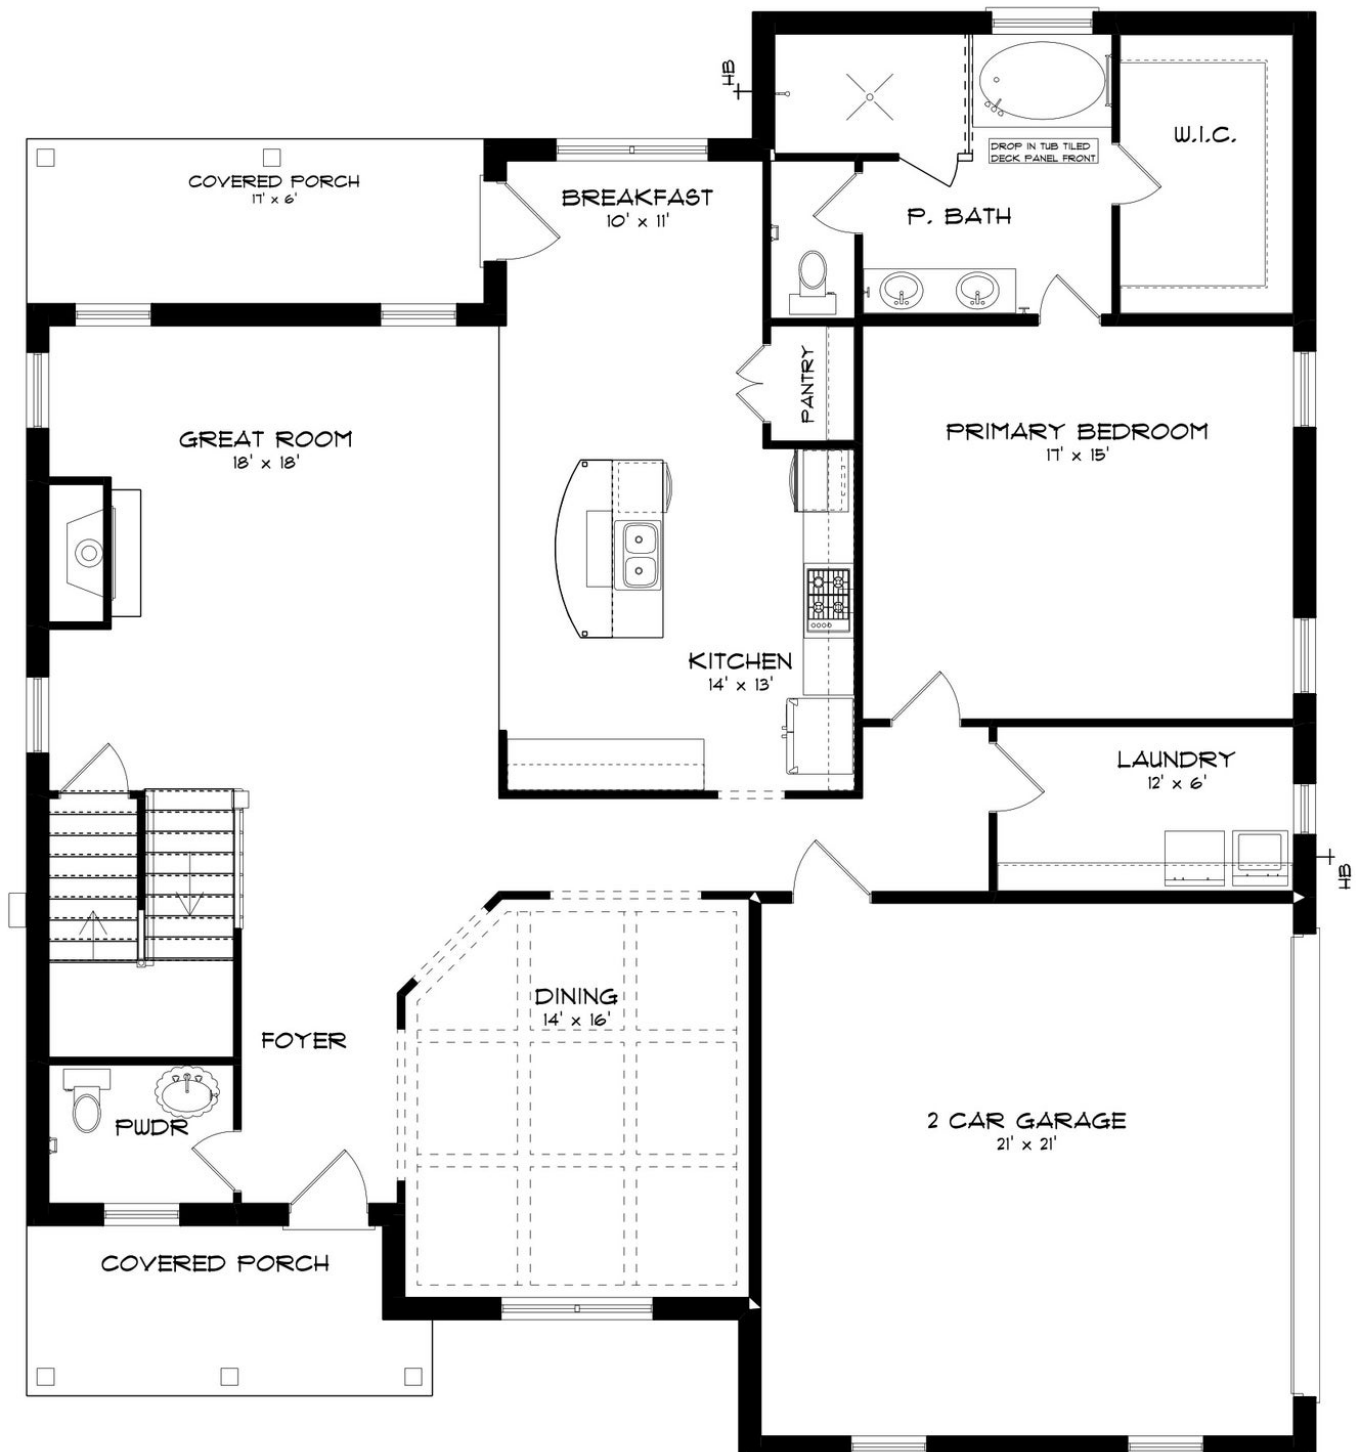 HB
W.I.C.
DROP IN TUB TILED
DECK PANEL FRONT
COVERED PORCH
17' x 6'
BREAKFAST
10' x 11'
P. BATH
PANTRY
GREAT ROOM
18' x 18'
PRIMARY BEDROOM
17' x 15'
KITCHEN
14' x 13'
LAUNDRY
12' x 6'
HB
DINING
14' x 16'
FOYER
PWDR
2 CAR GARAGE
21' x 21'
COVERED PORCH